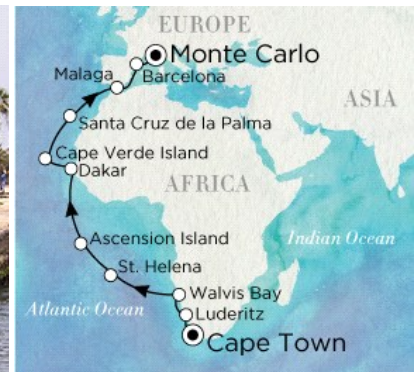 EUROPE
Monte Carlo
Malaga
Barcelona
ASIA
Santa Cruz de la Palma
Cape Verde Island
Dakar
AFRICA
Ascension Island
Indian Ocean
St. Helena
Atlantic Ocean
Walvis Bay
Luderitz
Cape Town